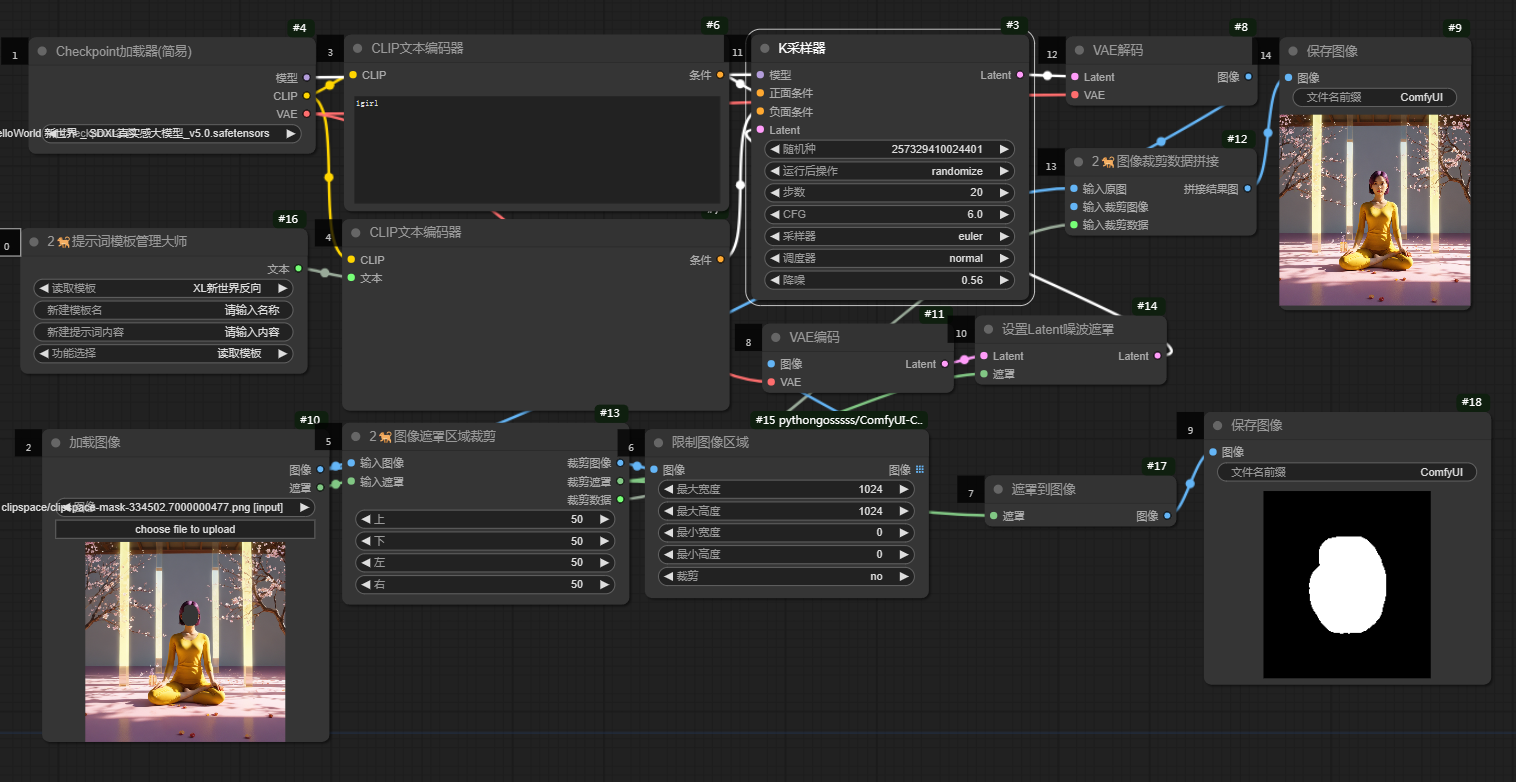 #4
1
Checkpoint加载器(简易)
模型
CLIP
VAE
SDXL真实感大模型_v5.0.safetensors
#6
3
CLIP文本编码器
CLIP
条件
1girl
#3
11
K采样器
模型
Latent
正面条件
负面条件
Latent
随机种
257329410024401
运行后操作
randomize
步数
20
CFG
6.0
采样器
euler
调度器
normal
降噪
0.56
#8
12
VAE解码
Latent
图像
VAE
#9
14
保存图像
图像
文件名前缀
ComfyUI
#12
13
2🐕图像裁剪数据拼接
输入原图
拼接结果图
输入裁剪图像
输入裁剪数据
#16
0
2🐕提示词模板管理大师
文本
读取模板
XL新世界反向
新建模板名
请输入名称
新建提示词内容
请输入内容
功能选择
读取模板
4
CLIP文本编码器
CLIP
条件
文本
#11
8
VAE编码
图像
Latent
VAE
#14
10
设置Latent噪波遮罩
Latent
Latent
遮罩
#10
2
加载图像
图像
遮罩
clipspace-mask-334502.7000000477.png [input]
choose file to upload
#13
5
2🐕图像遮罩区域裁剪
输入图像
裁剪图像
输入遮罩
裁剪遮罩
裁剪数据
上
50
下
50
左
50
右
50
#15 pythongosssss/ComfyUI-C..
6
限制图像区域
图像
图像
最大宽度
1024
最大高度
1024
最小宽度
0
最小高度
0
裁剪
no
#17
7
遮罩到图像
遮罩
图像
#18
9
保存图像
图像
文件名前缀
ComfyUI